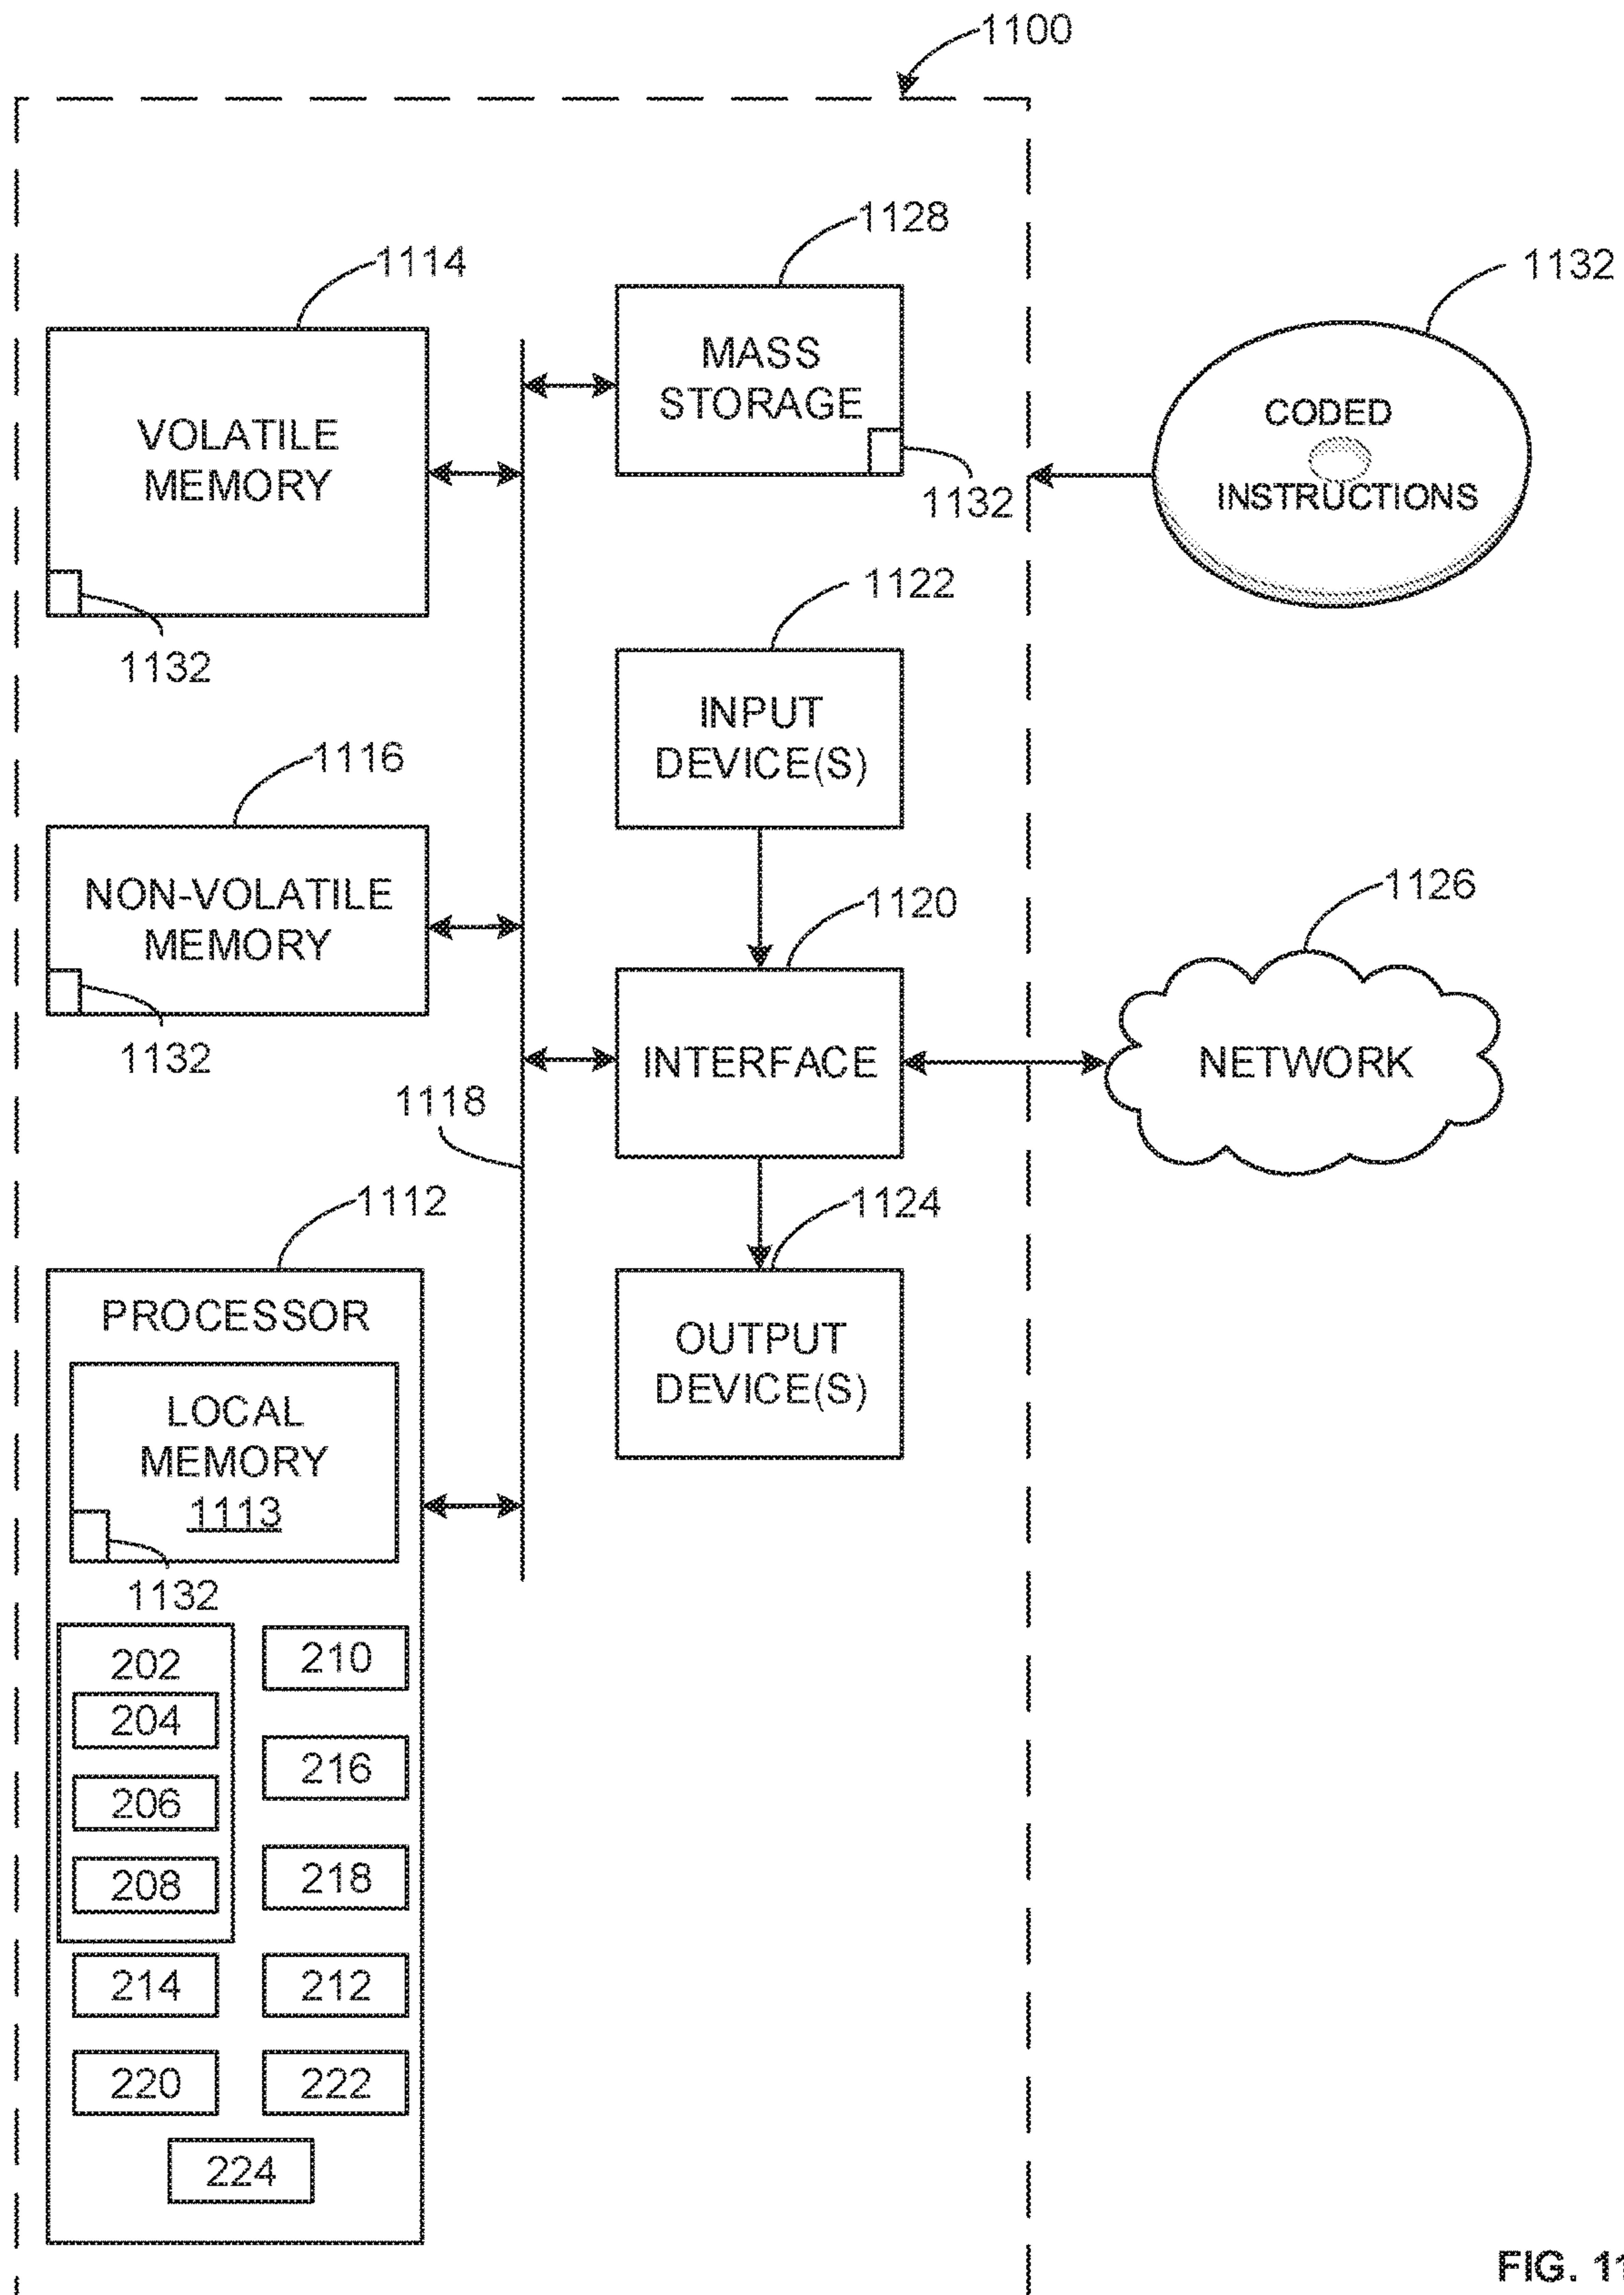 1100
1128
1114
1132
MASS
STORAGE
VOLATILE
MEMORY
CODED
INSTRUCTIONS
1132
1122
1132
INPUT
DEVICE(S)
1116
1126
1120
NON-VOLATILE
MEMORY
1132
INTERFACE
NETWORK
1118
1112
1124
PROCESSOR
OUTPUT
DEVICE(S)
LOCAL
MEMORY
1113
1132
202
210
204
216
206
218
208
214
212
220
222
224
FIG. 11